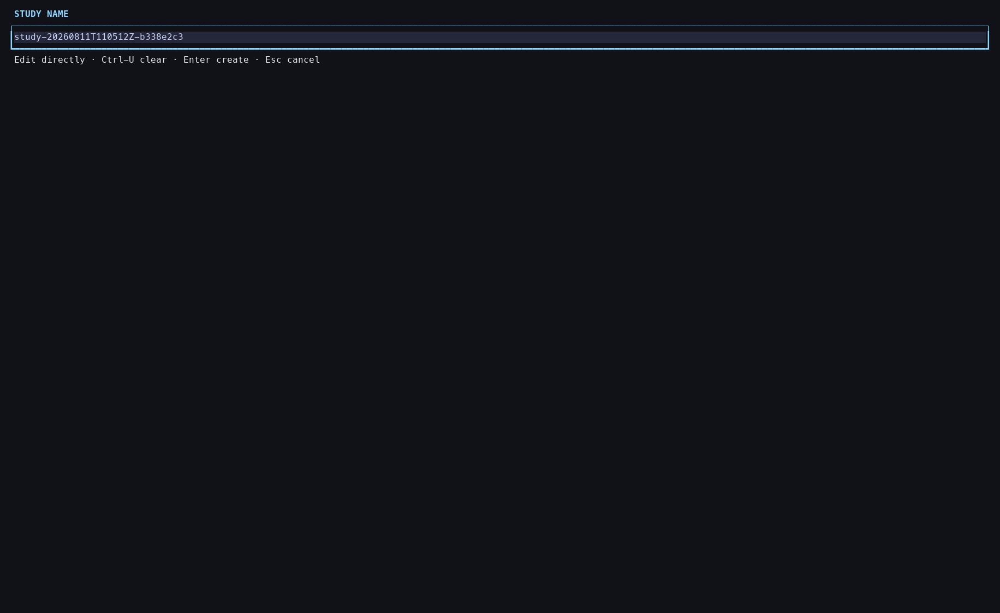 STUDY NAME
study-20260811T110512Z-b338e2c3
Edit directly · Ctrl-U clear · Enter create · Esc cancel